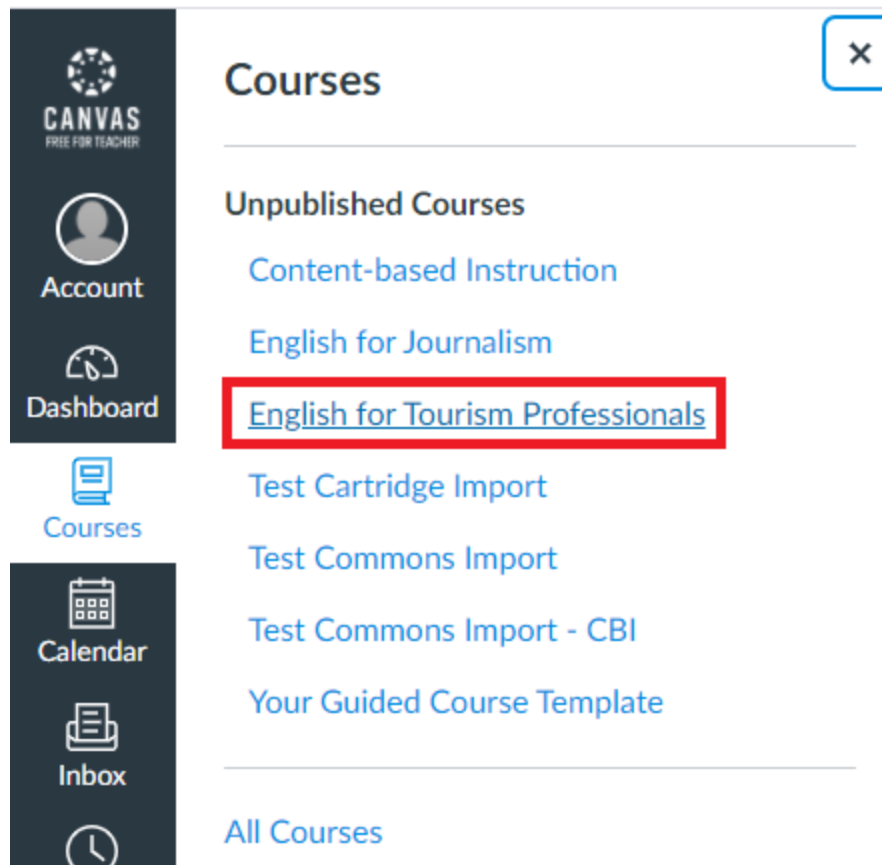 CANVAS
FREE FOR TEACHER
Account
Dashboard
Courses
Calendar
Inbox
Courses
×
Unpublished Courses
Content-based Instruction
English for Journalism
English for Tourism Professionals
Test Cartridge Import
Test Commons Import
Test Commons Import - CBI
Your Guided Course Template
All Courses